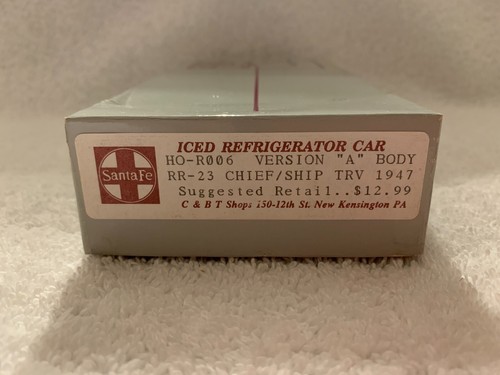 ICED REFRIGERATOR CAR
Santa Fe
HO-R006 VERSION "A" BODY
RR-23 CHIEF/SHIP TRV 1947
Suggested Retail..$12.99
C & B T Shops 150-12th St. New Kensington PA